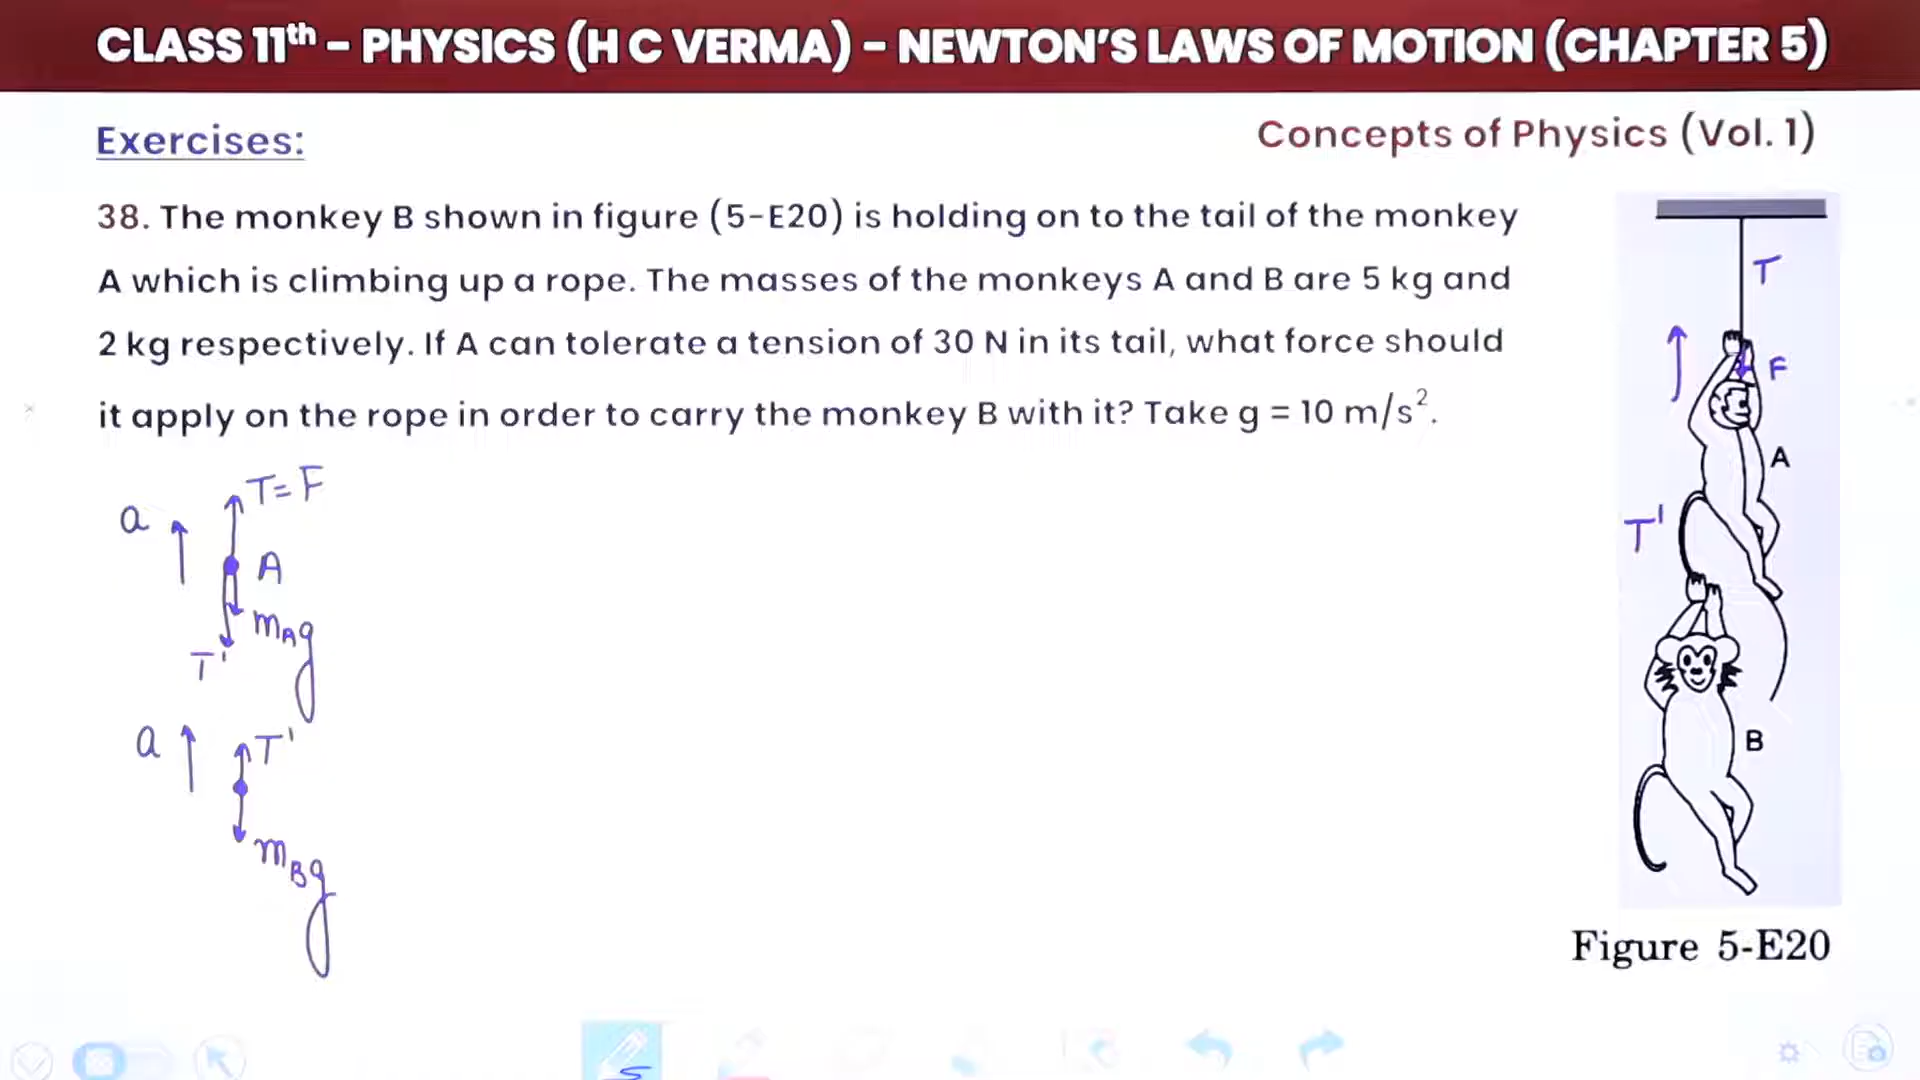 CLASS 11th – PHYSICS (H C VERMA) – NEWTON'S LAWS OF MOTION (CHAPTER 5)
Exercises:
Concepts of Physics (Vol. 1)
38. The monkey B shown in figure (5-E20) is holding on to the tail of the monkey
A which is climbing up a rope. The masses of the monkeys A and B are 5 kg and
2 kg respectively. If A can tolerate a tension of 30 N in its tail, what force should
it apply on the rope in order to carry the monkey B with it? Take g = 10 m/s².
T
F
A
T'
B
Figure 5-E20
T = F
a
A
mAg
T'
a
T'
mBg